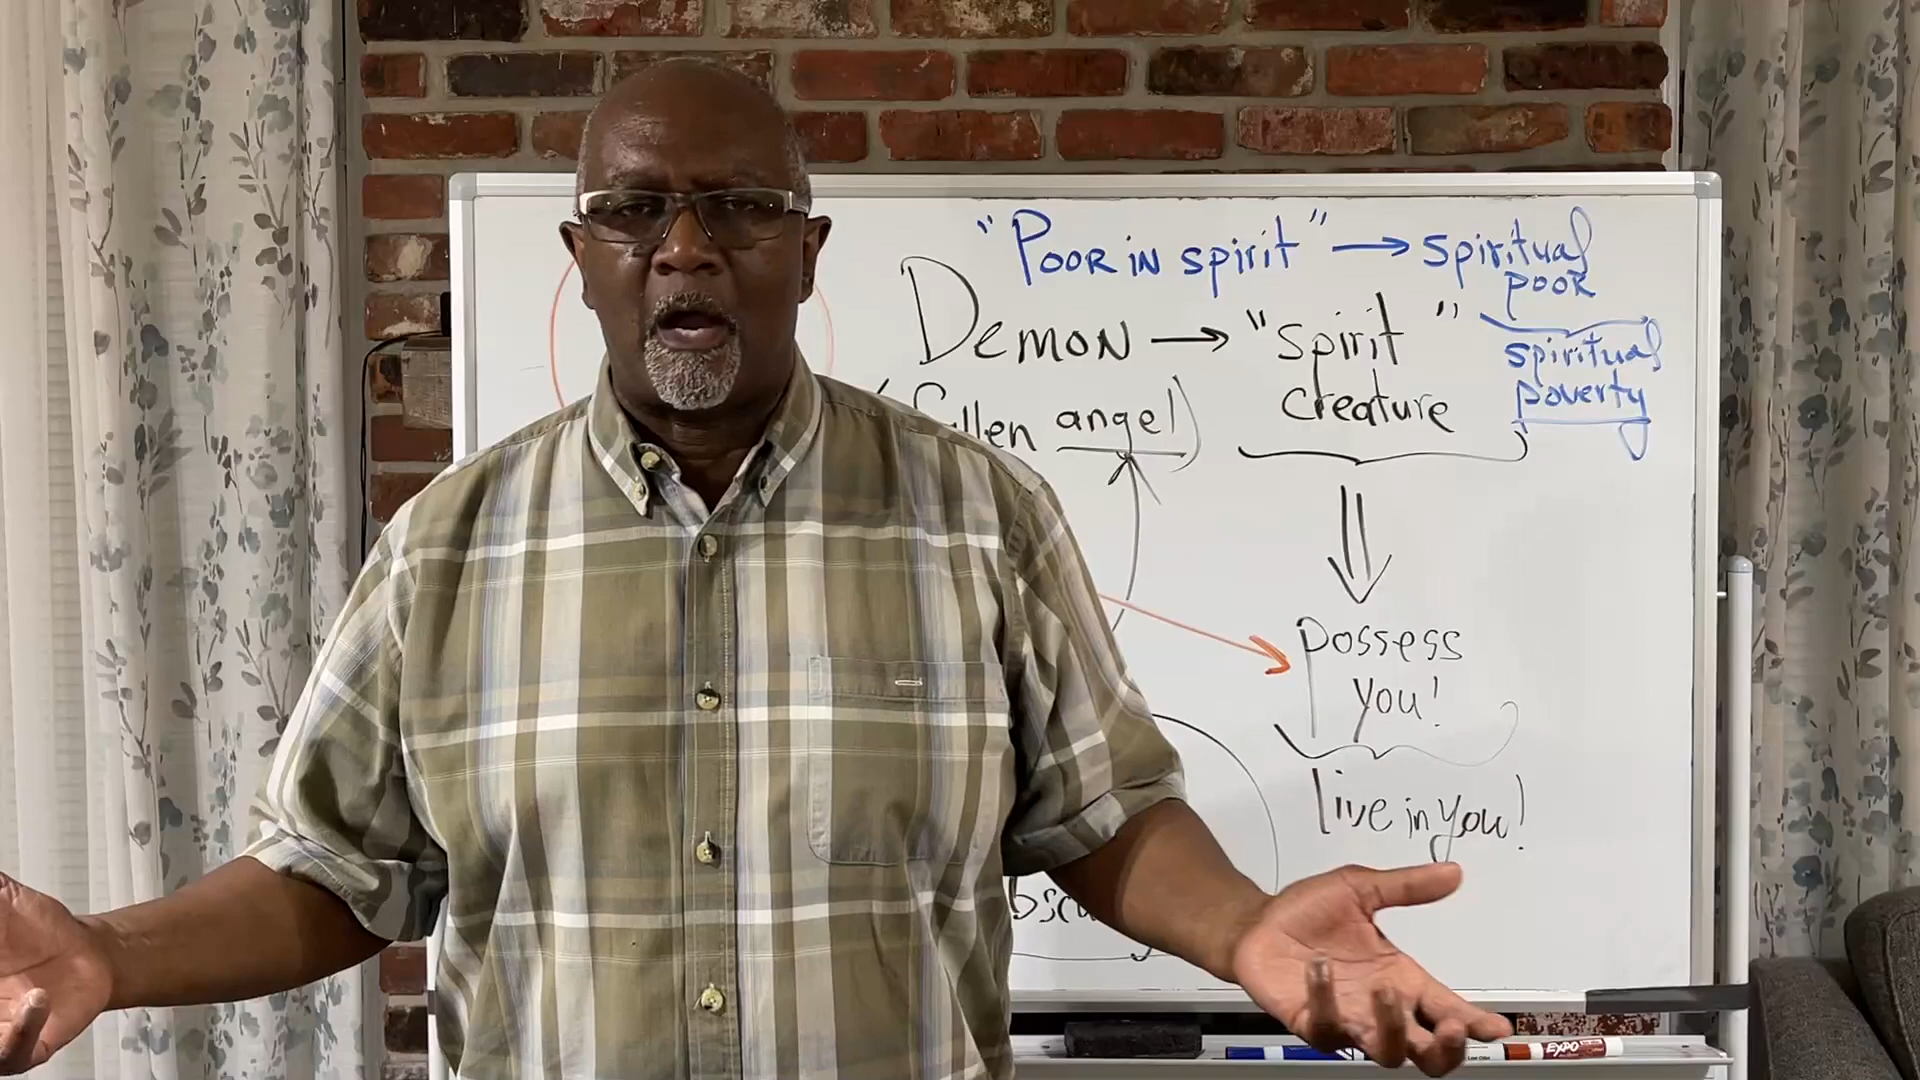 "Poor in spirit" → spiritual
poor
Demon → "spirit"
creature
spiritual
poverty
angel)
possess
you!
live in you!
EXPO